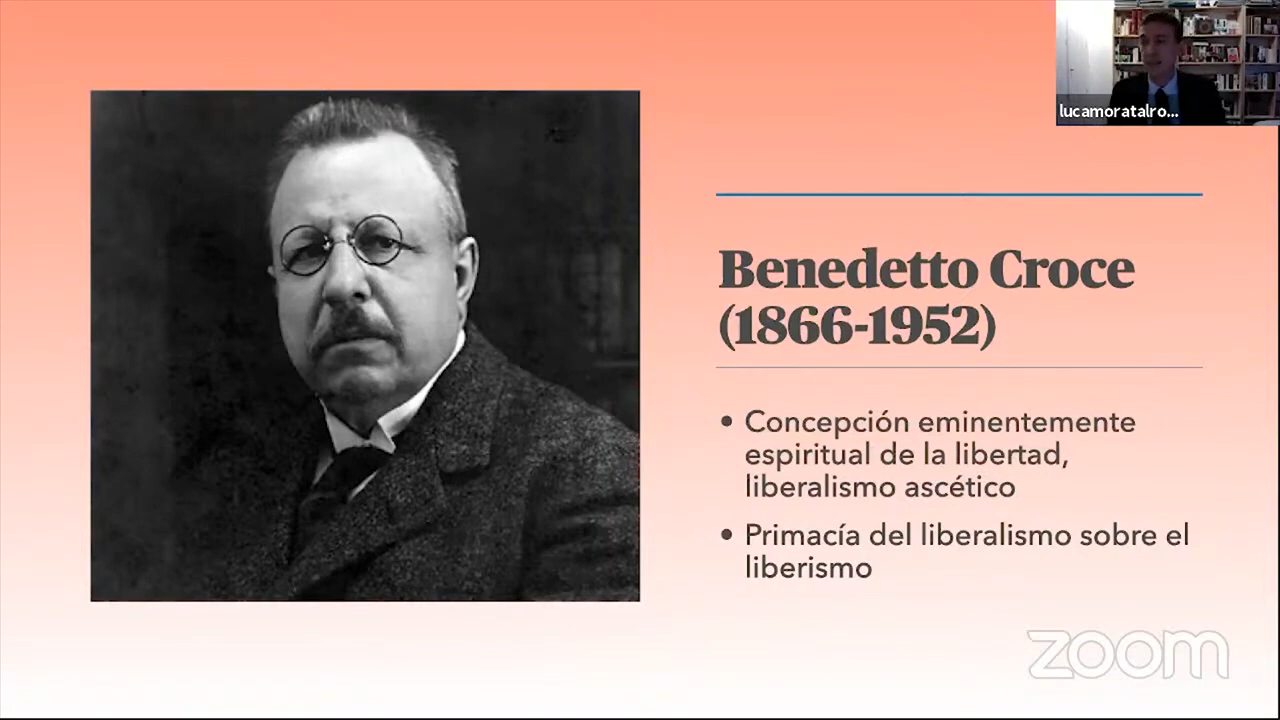 lucamoratalro...
Benedetto Croce
(1866-1952)
• Concepción eminentemente
espiritual de la libertad,
liberalismo ascético
• Primacía del liberalismo sobre el
liberismo
zoom